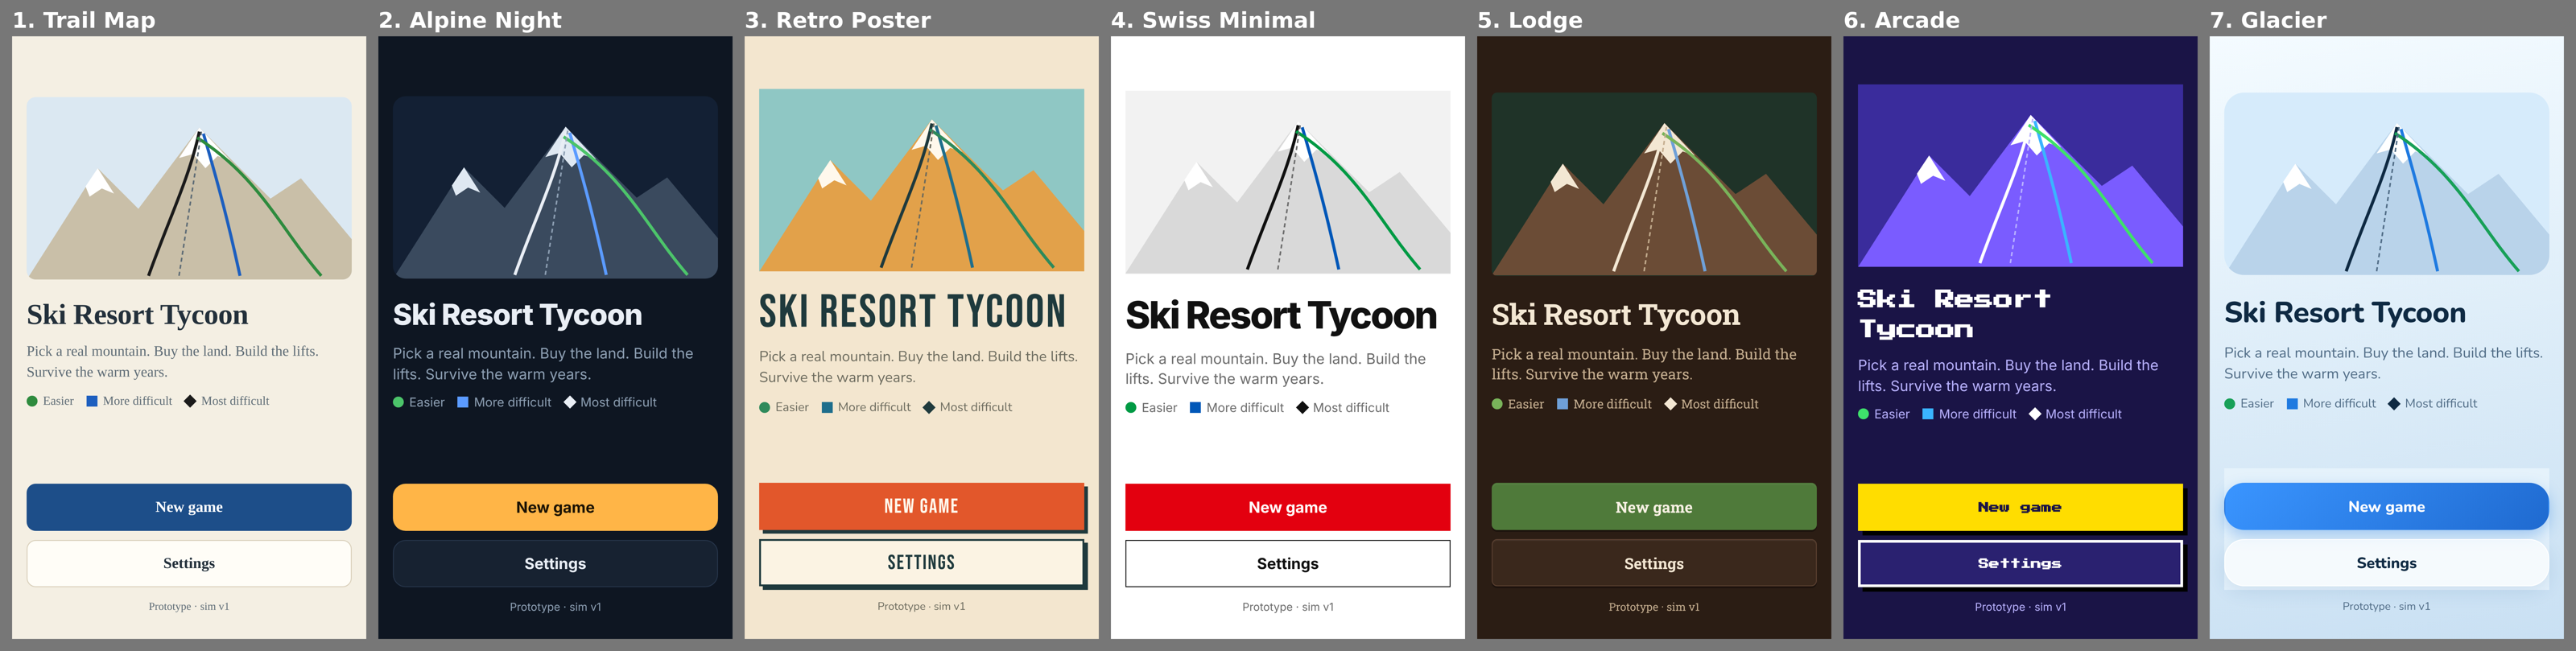 1. Trail Map
Ski Resort Tycoon
Pick a real mountain. Buy the land. Build the lifts.
Survive the warm years.
Easier More difficult Most difficult
New game
Settings
Prototype · sim v1
2. Alpine Night
Ski Resort Tycoon
Pick a real mountain. Buy the land. Build the
lifts. Survive the warm years.
Easier More difficult Most difficult
New game
Settings
Prototype · sim v1
3. Retro Poster
SKI RESORT TYCOON
Pick a real mountain. Buy the land. Build the lifts.
Survive the warm years.
Easier More difficult Most difficult
NEW GAME
SETTINGS
Prototype · sim v1
4. Swiss Minimal
Ski Resort Tycoon
Pick a real mountain. Buy the land. Build the
lifts. Survive the warm years.
Easier More difficult Most difficult
New game
Settings
Prototype · sim v1
5. Lodge
Ski Resort Tycoon
Pick a real mountain. Buy the land. Build the
lifts. Survive the warm years.
Easier More difficult Most difficult
New game
Settings
Prototype · sim v1
6. Arcade
Ski Resort
Tycoon
Pick a real mountain. Buy the land. Build the
lifts. Survive the warm years.
Easier More difficult Most difficult
New game
Settings
Prototype · sim v1
7. Glacier
Ski Resort Tycoon
Pick a real mountain. Buy the land. Build the lifts.
Survive the warm years.
Easier More difficult Most difficult
New game
Settings
Prototype · sim v1